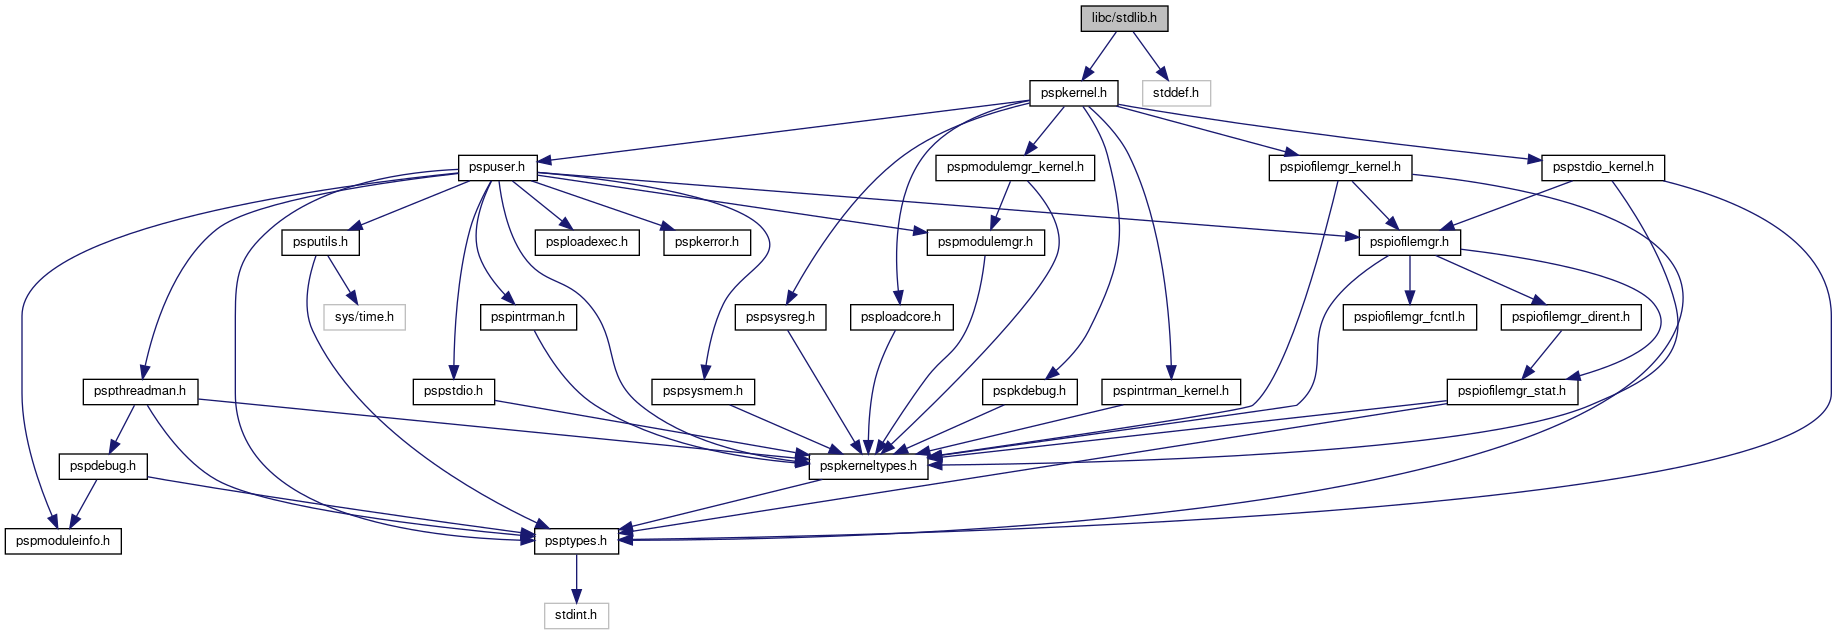 libc/stdlib.h
pspkernel.h
stddef.h
pspuser.h
pspmodulemgr_kernel.h
pspiofilemgr_kernel.h
pspstdio_kernel.h
psputils.h
psploadexec.h
pspkerror.h
pspmodulemgr.h
pspiofilemgr.h
sys/time.h
pspintrman.h
pspsysreg.h
psploadcore.h
pspiofilemgr_fcntl.h
pspiofilemgr_dirent.h
pspthreadman.h
pspstdio.h
pspsysmem.h
pspkdebug.h
pspintrman_kernel.h
pspiofilemgr_stat.h
pspdebug.h
pspkerneltypes.h
pspmoduleinfo.h
psptypes.h
stdint.h